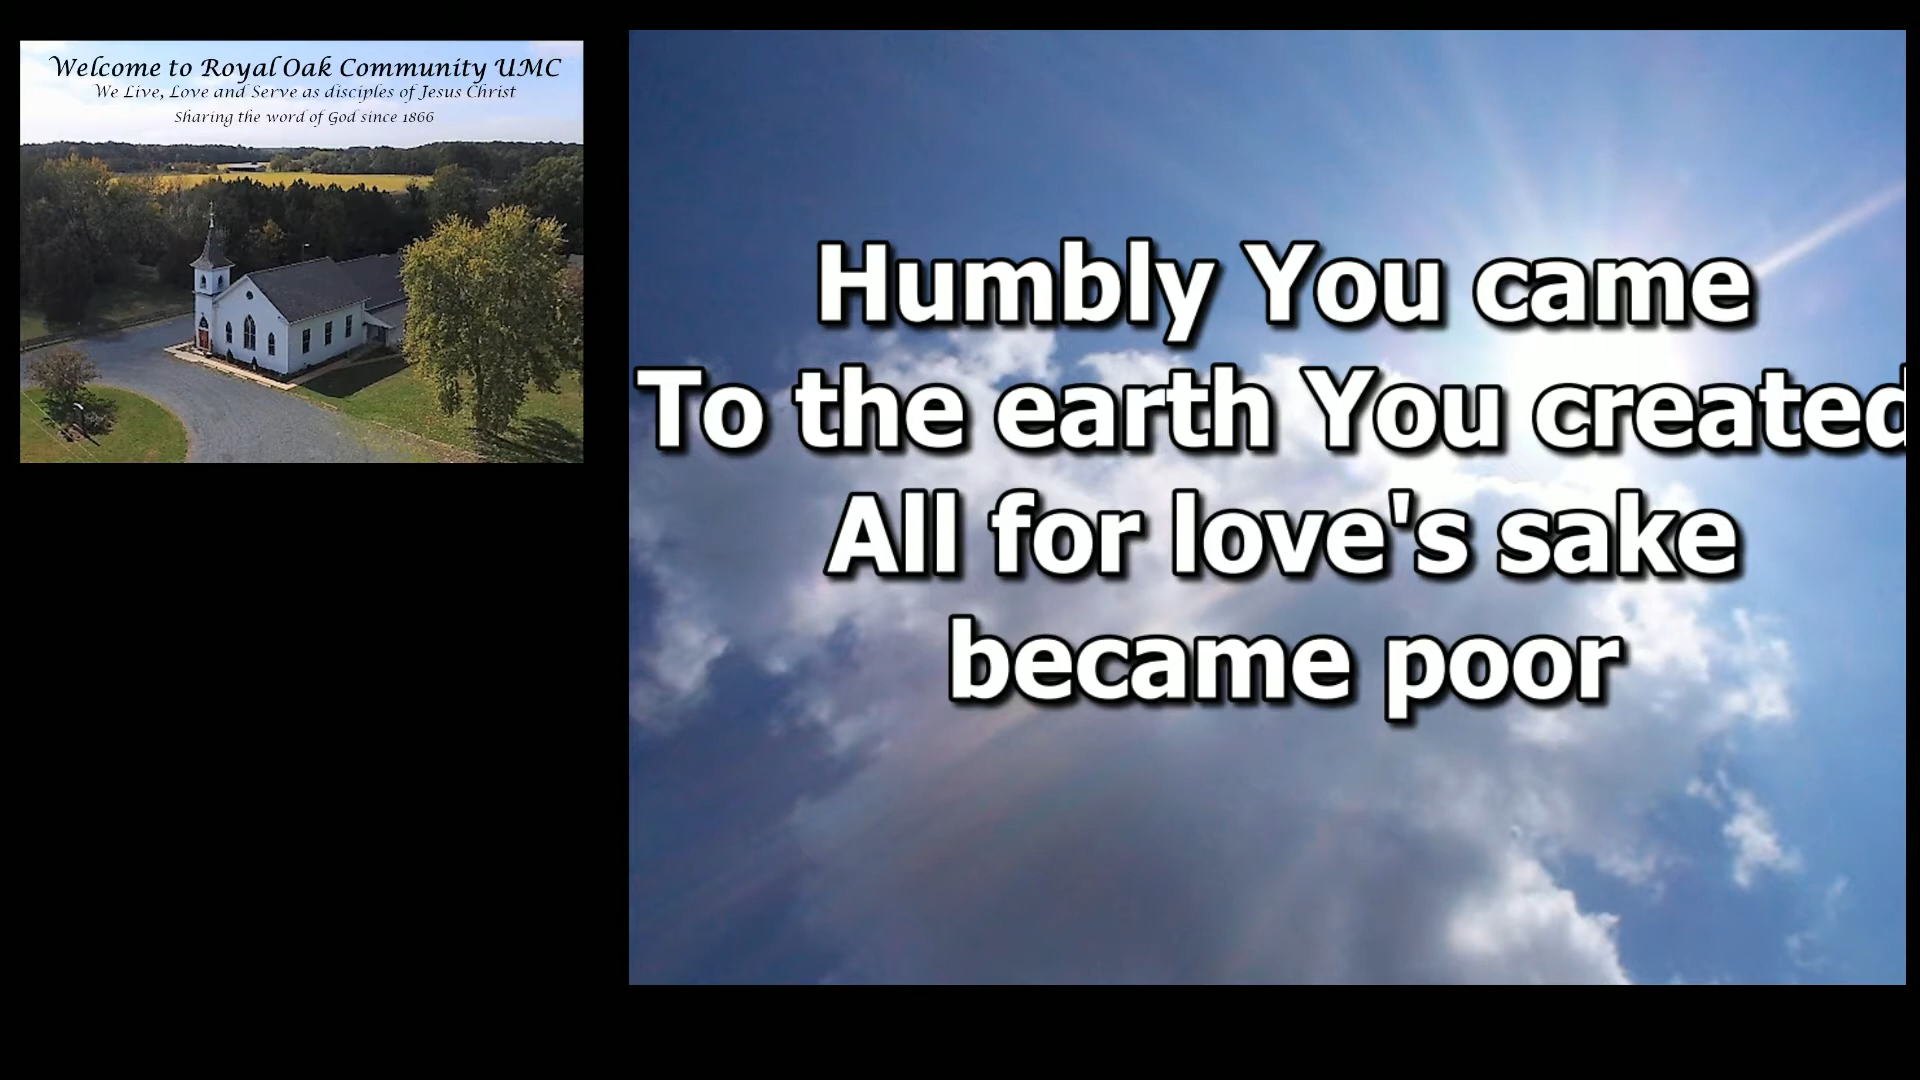 Welcome to Royal Oak Community UMC
We Live, Love and Serve as disciples of Jesus Christ
Sharing the word of God since 1866
Humbly You came
To the earth You created
All for love's sake
became poor